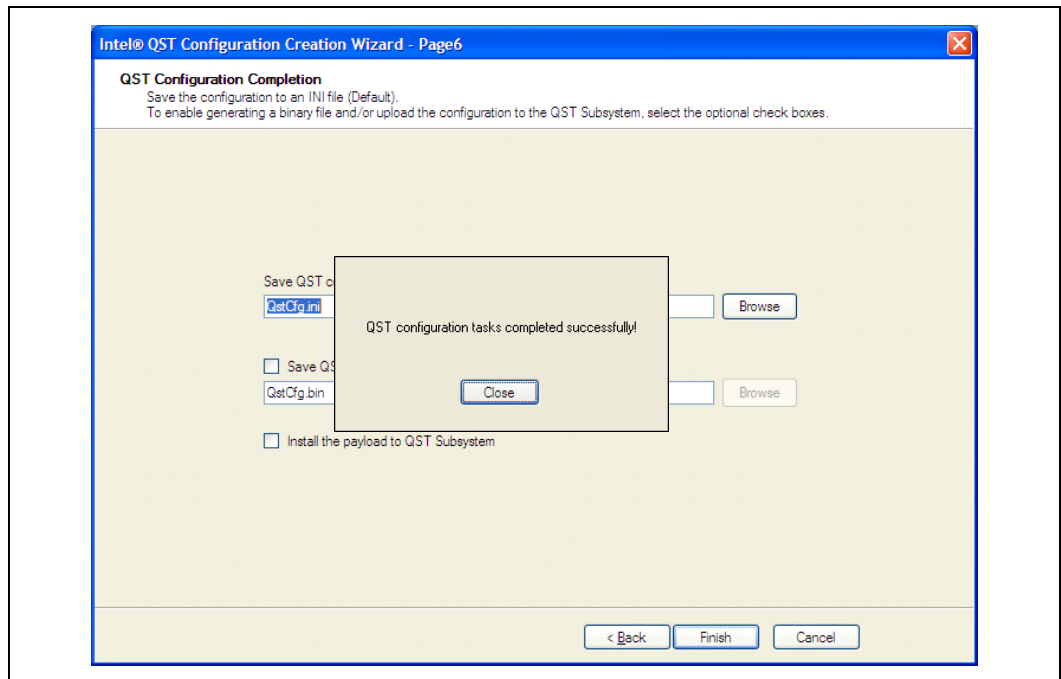 Intel® QST Configuration Creation Wizard - Page6
QST Configuration Completion
Save the configuration to an INI file (Default).
To enable generating a binary file and/or upload the configuration to the QST Subsystem, select the optional check boxes.
Save QST c
QstCfg.ini
Browse
QST configuration tasks completed successfully!
Save QS
QstCfg.bin
Close
Browse
Install the payload to QST Subsystem
< Back
Finish
Cancel